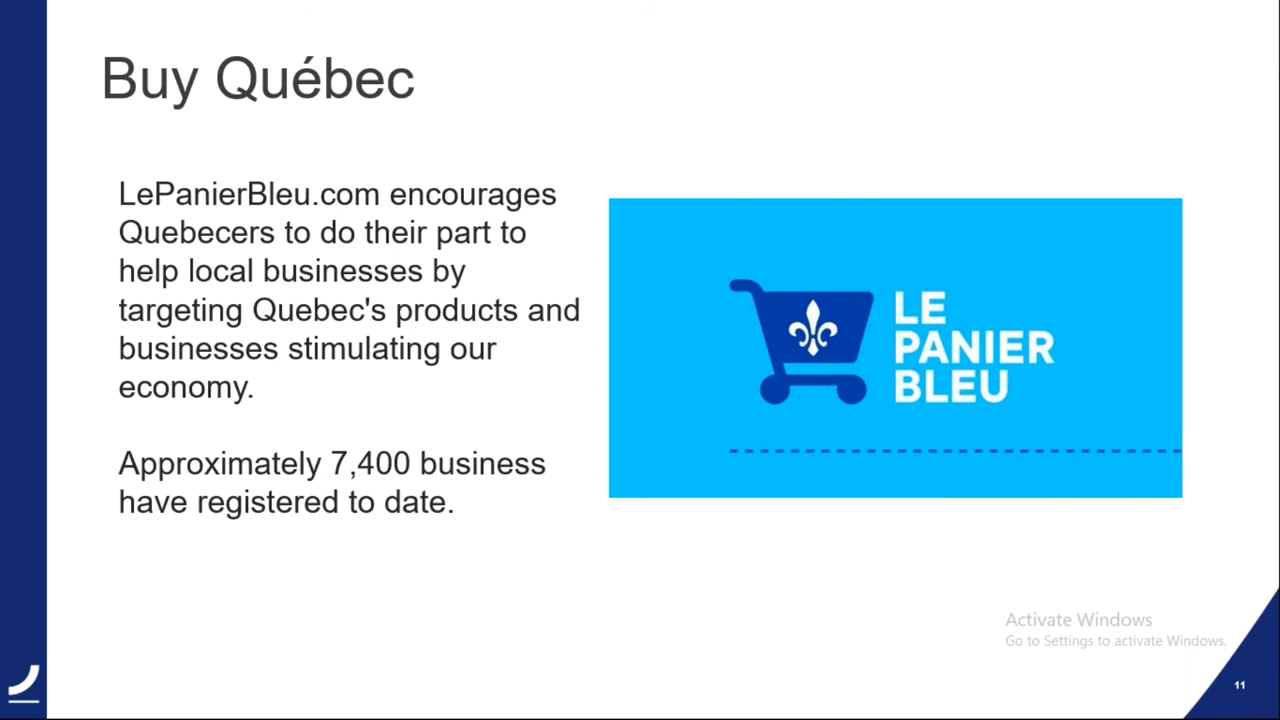 Buy Québec
LePanierBleu.com encourages
Quebecers to do their part to
help local businesses by
targeting Quebec's products and
businesses stimulating our
economy.
Approximately 7,400 business
have registered to date.
LE
PANIER
BLEU
Activate Windows
Go to Settings to activate Windows.
11